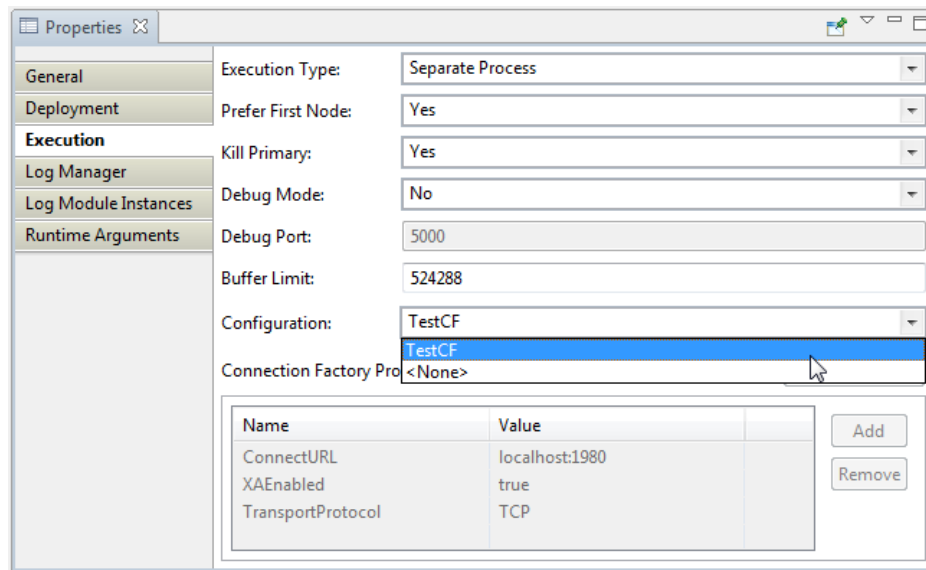 Properties
General
Deployment
Execution
Log Manager
Log Module Instances
Runtime Arguments
Execution Type: Separate Process
Prefer First Node: Yes
Kill Primary: Yes
Debug Mode: No
Debug Port: 5000
Buffer Limit: 524288
Configuration: TestCF
TestCF
Connection Factory Pro <None>
Name Value
ConnectURL localhost:1980
XAEnabled true
TransportProtocol TCP
Add
Remove